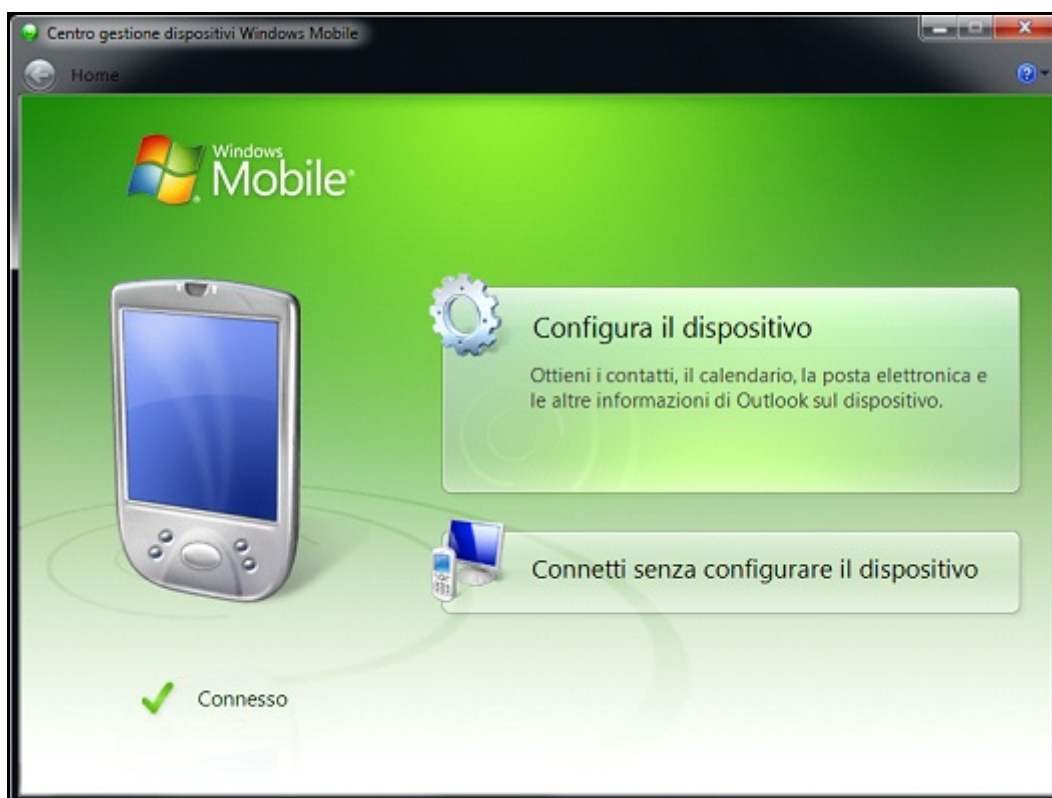 Centro gestione dispositivi Windows Mobile
Home
Windows
Mobile
Configura il dispositivo
Ottieni i contatti, il calendario, la posta elettronica e
le altre informazioni di Outlook sul dispositivo.
Connetti senza configurare il dispositivo
Connesso